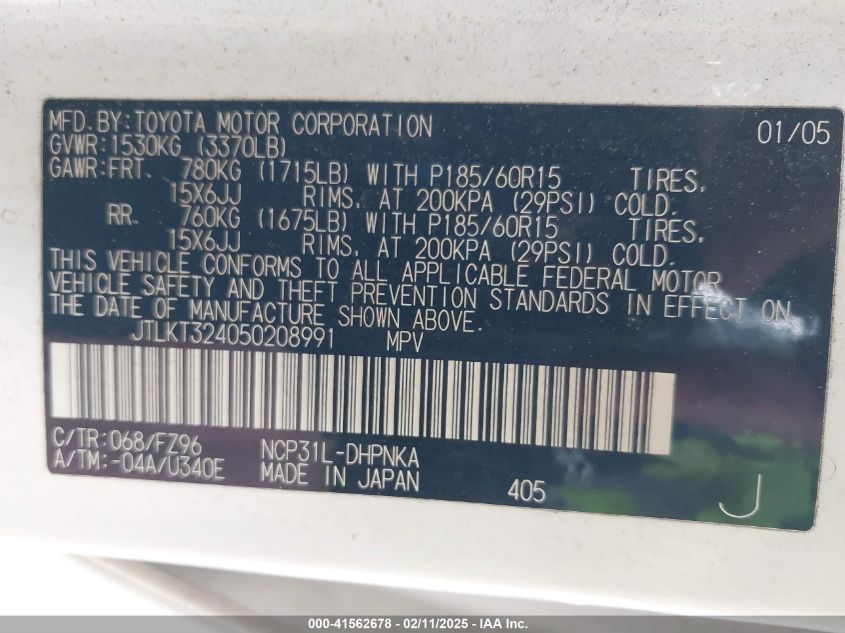 MFD.BY:TOYOTA MOTOR CORPORATION 01/05
GVWR:1530KG (3370LB)
GAWR:FRT. 780KG (1715LB) WITH P185/60R15 TIRES,
15X6JJ RIMS, AT 200KPA (29PSI) COLD.
RR. 760KG (1675LB) WITH P185/60R15 TIRES,
15X6JJ RIMS, AT 200KPA (29PSI) COLD.
THIS VEHICLE CONFORMS TO ALL APPLICABLE FEDERAL MOTOR
VEHICLE SAFETY AND THEFT PREVENTION STANDARDS IN EFFECT ON
THE DATE OF MANUFACTURE SHOWN ABOVE.
JTLKT324050208991 MPV
C/TR:068/FZ96 NCP31L-DHPNKA
A/TM:-04A/U340E MADE IN JAPAN 405 J
000-41562678 - 02/11/2025 - IAA Inc.